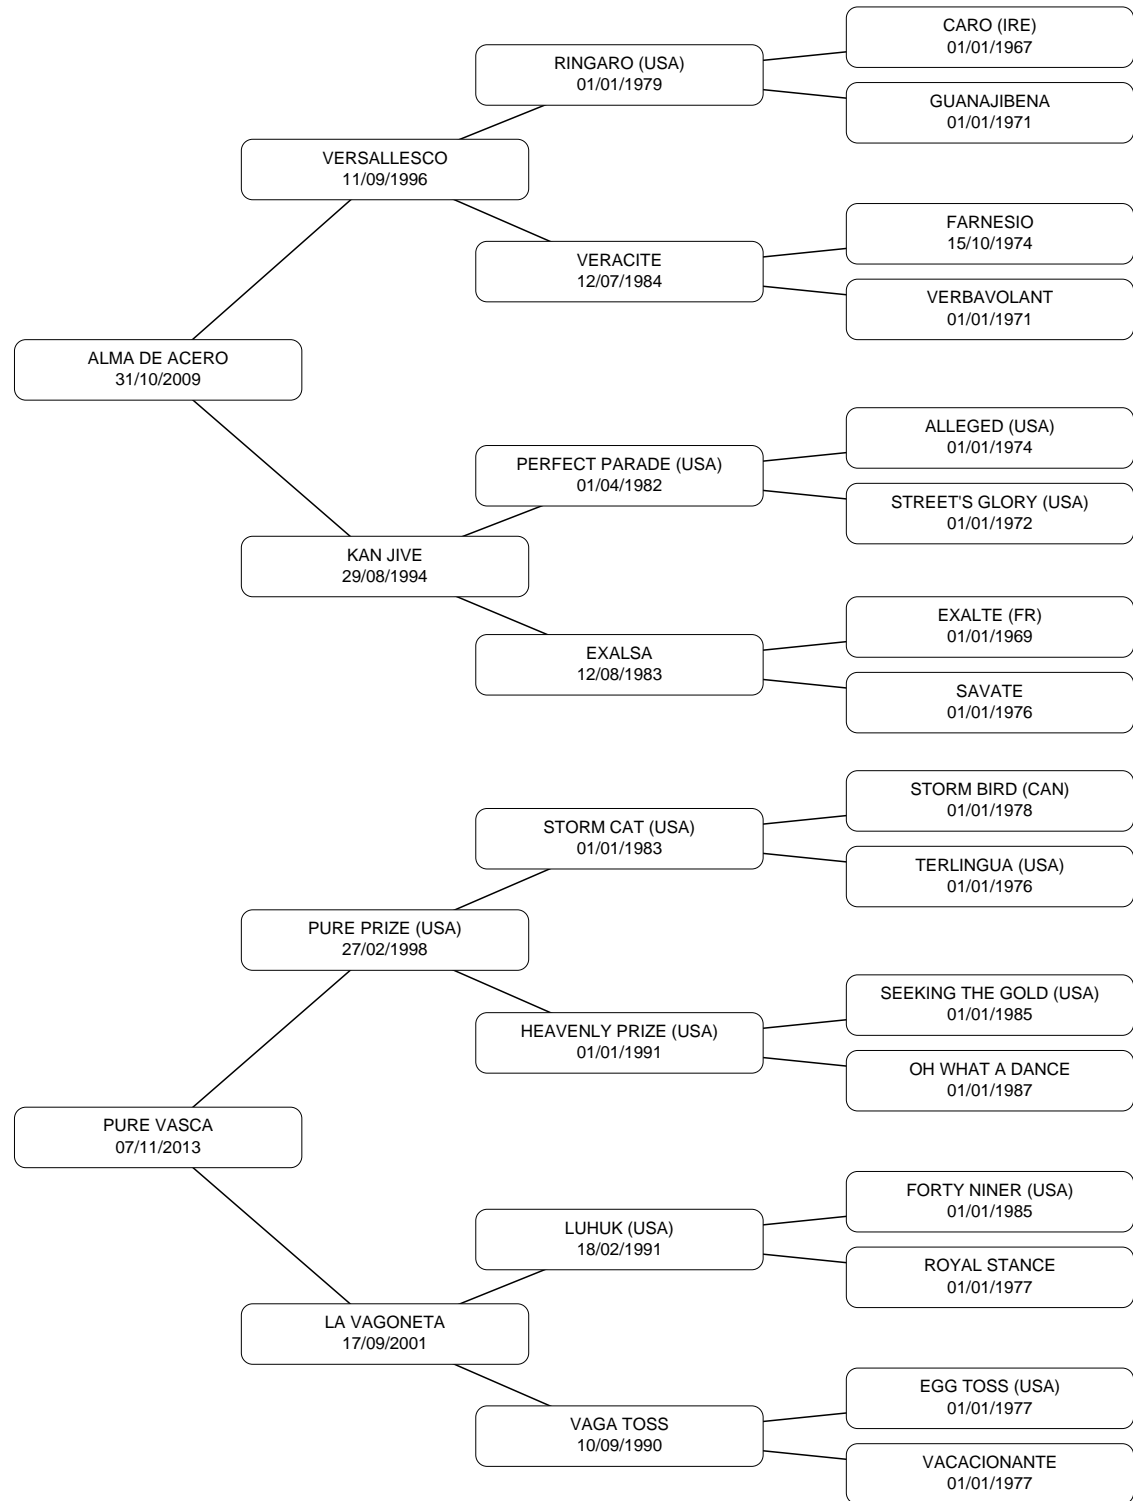 CARO (IRE)
01/01/1967
RINGARO (USA)
01/01/1979
GUANAJIBENA
01/01/1971
VERSALLESCO
11/09/1996
FARNESIO
15/10/1974
VERACITE
12/07/1984
VERBAVOLANT
01/01/1971
ALMA DE ACERO
31/10/2009
ALLEGED (USA)
01/01/1974
PERFECT PARADE (USA)
01/04/1982
STREET'S GLORY (USA)
01/01/1972
KAN JIVE
29/08/1994
EXALTE (FR)
01/01/1969
EXALSA
12/08/1983
SAVATE
01/01/1976
STORM BIRD (CAN)
01/01/1978
STORM CAT (USA)
01/01/1983
TERLINGUA (USA)
01/01/1976
PURE PRIZE (USA)
27/02/1998
SEEKING THE GOLD (USA)
01/01/1985
HEAVENLY PRIZE (USA)
01/01/1991
OH WHAT A DANCE
01/01/1987
PURE VASCA
07/11/2013
FORTY NINER (USA)
01/01/1985
LUHUK (USA)
18/02/1991
ROYAL STANCE
01/01/1977
LA VAGONETA
17/09/2001
EGG TOSS (USA)
01/01/1977
VAGA TOSS
10/09/1990
VACACIONANTE
01/01/1977